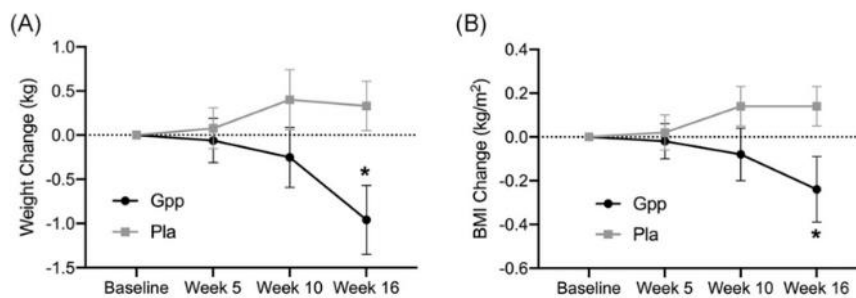 (A)
Weight Change (kg)
1.0
0.5
0.0
-0.5
-1.0
-1.5
*
Gpp
Pla
Baseline Week 5 Week 10 Week 16
(B)
BMI Change (kg/m²)
0.4
0.2
0.0
-0.2
-0.4
-0.6
*
Gpp
Pla
Baseline Week 5 Week 10 Week 16